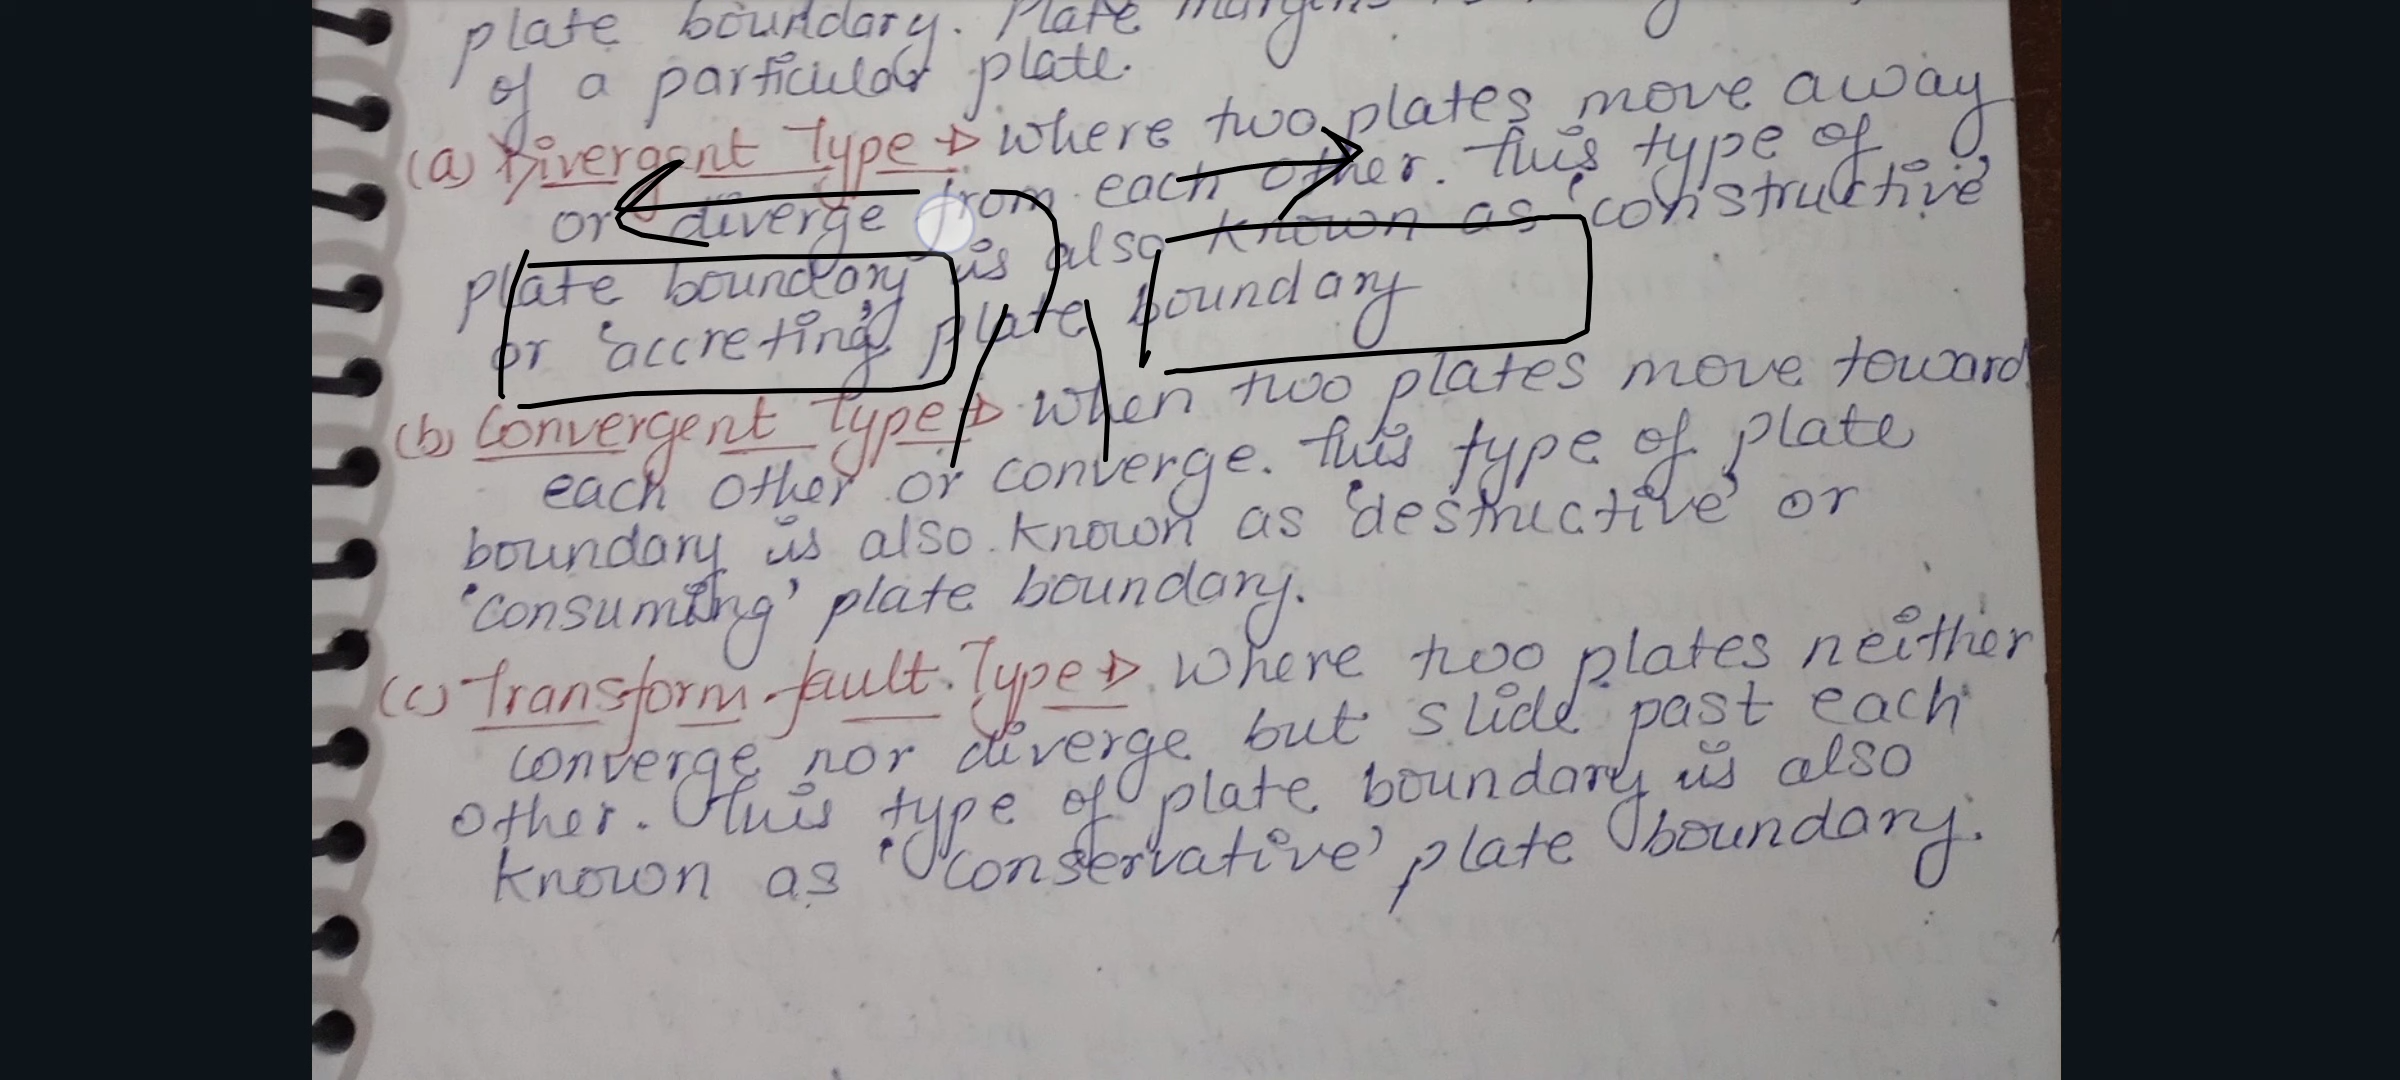 plate boundary. Plate margins
of a particular plate.
(a) Divergent Type → where two plates move away
or diverge from each other. This type of
plate boundary is also known as 'constructive'
or 'accreting' plate boundary
(b) Convergent Type → when two plates move toward
each other or converge. This type of plate
boundary is also known as 'destructive' or
'consuming' plate boundary.
(c) Transform fault Type → where two plates neither
converge nor diverge but slide past each
other. This type of plate boundary is also
known as 'conservative' plate boundary.